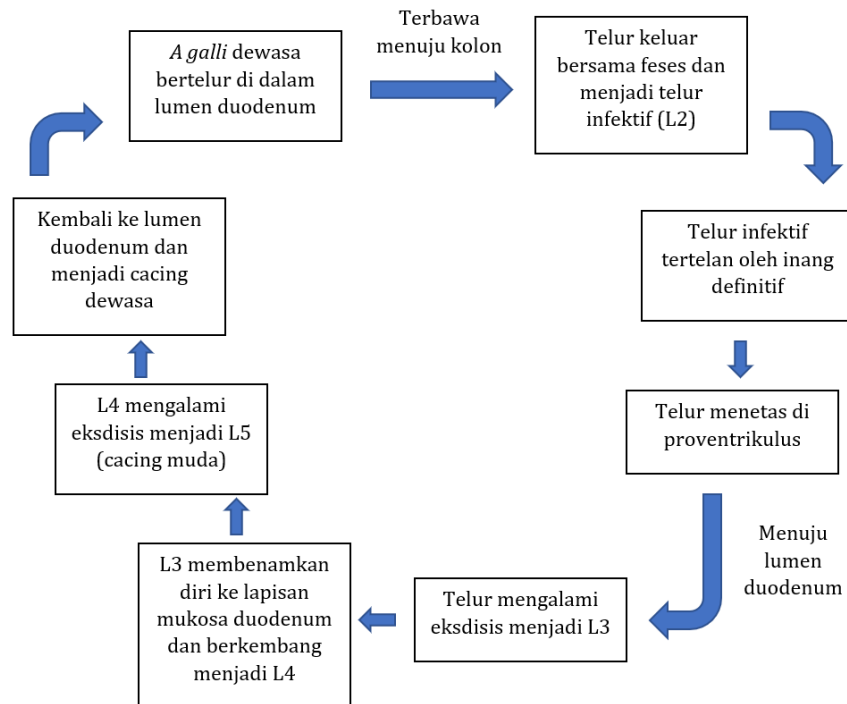 A galli dewasa
bertelur di dalam
lumen duodenum
Terbawa
menuju kolon
Telur keluar
bersama feses dan
menjadi telur
infektif (L2)
Telur infektif
tertelan oleh inang
definitif
Telur menetas di
proventrikulus
Menuju
lumen
duodenum
Telur mengalami
eksdisis menjadi L3
L3 membenamkan
diri ke lapisan
mukosa duodenum
dan berkembang
menjadi L4
L4 mengalami
eksdisis menjadi L5
(cacing muda)
Kembali ke lumen
duodenum dan
menjadi cacing
dewasa